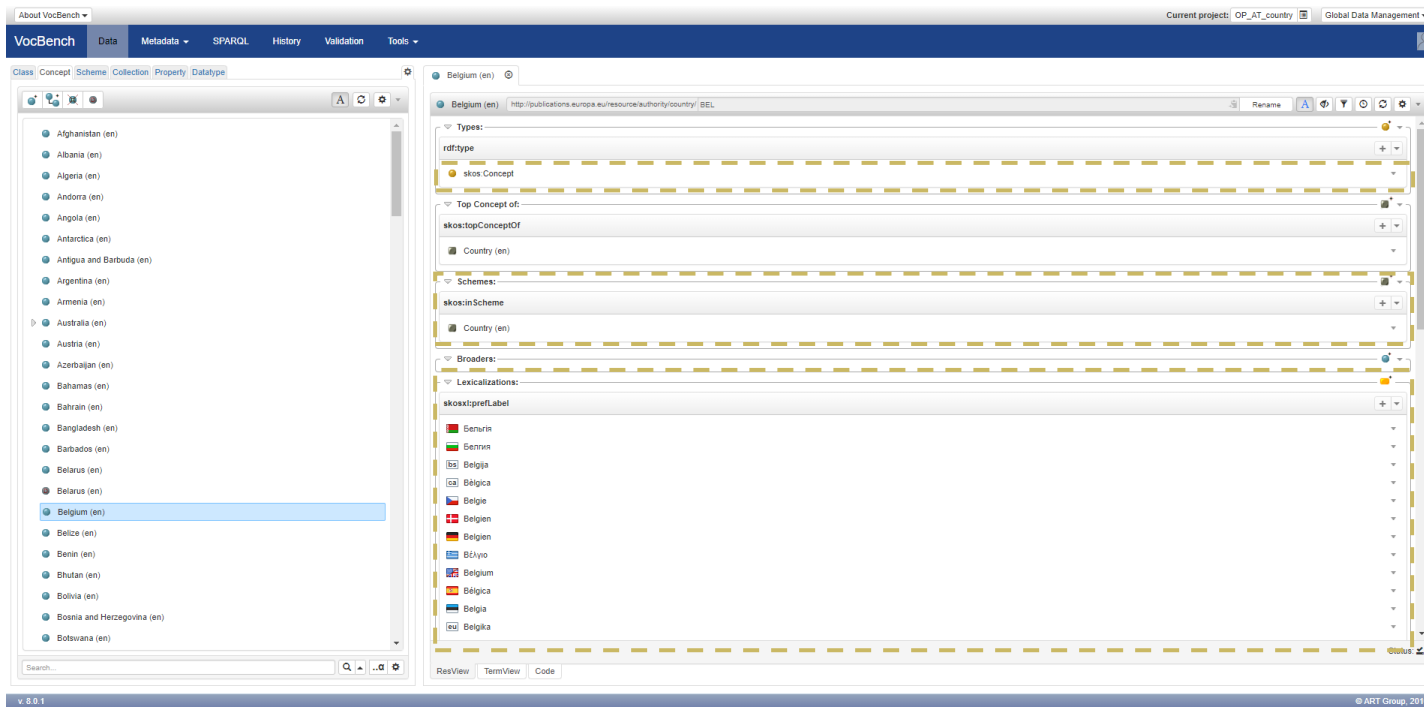 About VocBench
Current project: OP_AT_country
Global Data Management
VocBench
Data
Metadata
SPARQL
History
Validation
Tools
Class
Concept
Scheme
Collection
Property
Datatype
A
Afghanistan (en)
Albania (en)
Algeria (en)
Andorra (en)
Angola (en)
Antarctica (en)
Antigua and Barbuda (en)
Argentina (en)
Armenia (en)
Australia (en)
Austria (en)
Azerbaijan (en)
Bahamas (en)
Bahrain (en)
Bangladesh (en)
Barbados (en)
Belarus (en)
Belarus (en)
Belgium (en)
Belize (en)
Benin (en)
Bhutan (en)
Bolivia (en)
Bosnia and Herzegovina (en)
Botswana (en)
Search...
..α
Belgium (en)
Belgium (en)
http://publications.europa.eu/resource/authority/country/ BEL
Rename
A
Types:
rdf:type
skos:Concept
Top Concept of:
skos:topConceptOf
Country (en)
Schemes:
skos:inScheme
Country (en)
Broaders:
Lexicalizations:
skosxl:prefLabel
Бельгія
Белгия
bs Belgija
ca Bèlgica
Belgie
Belgien
Belgien
Βέλγιο
Belgium
Bélgica
Belgia
eu Belgika
Status:
ResView
TermView
Code
v. 8.0.1
© ART Group, 201